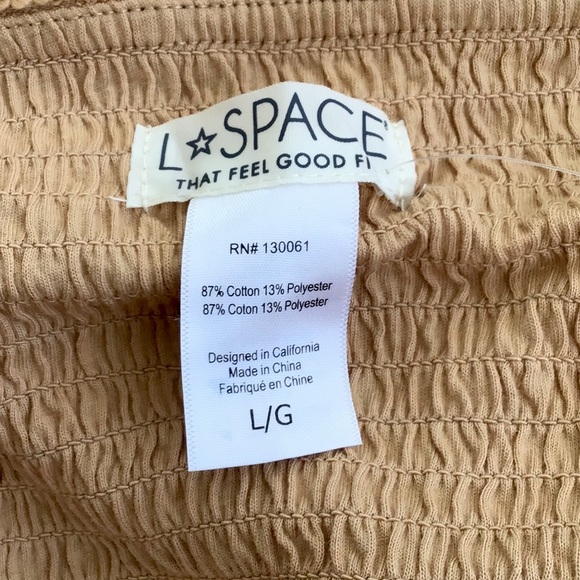 L☆SPACE
THAT FEEL GOOD FI
RN# 130061
87% Cotton 13% Polyester
87% Coton 13% Polyester
Designed in California
Made in China
Fabriqué en Chine
L/G